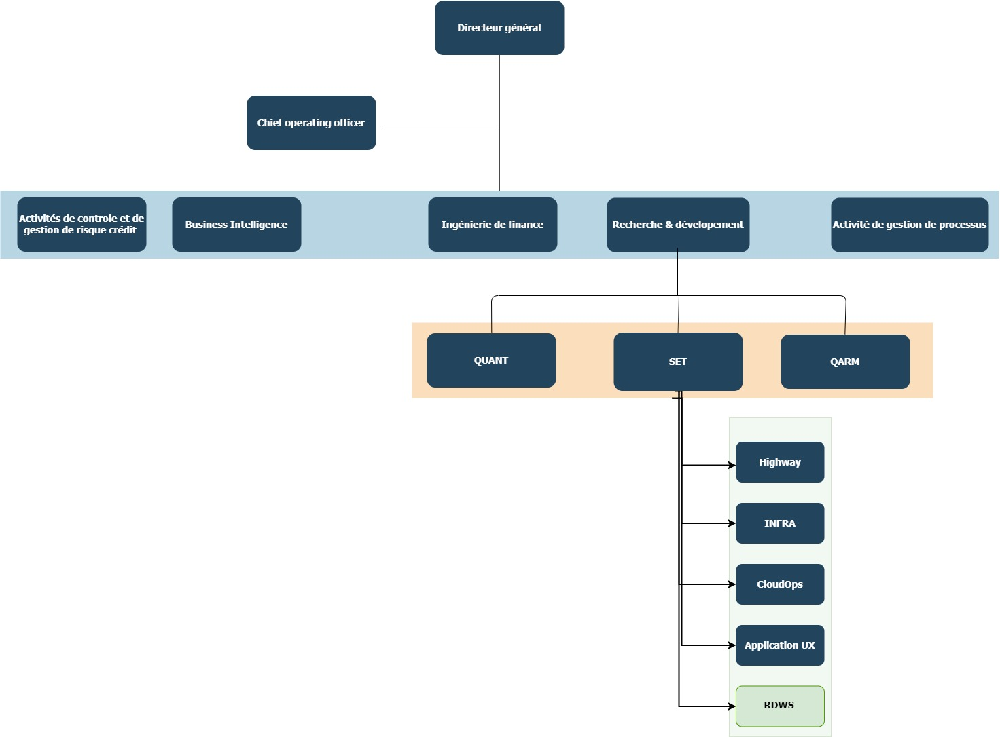 Directeur général
Chief operating officer
Activités de controle et de
gestion de risque crédit
Business Intelligence
Ingénierie de finance
Recherche & dévelopement
Activité de gestion de processus
QUANT
SET
QARM
Highway
INFRA
CloudOps
Application UX
RDWS